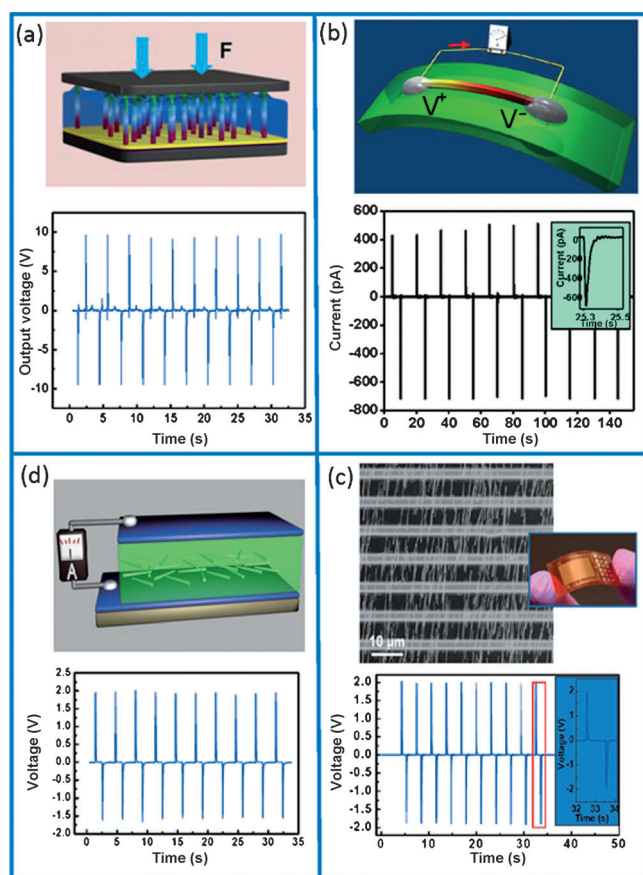 (a)
F
Output voltage (V)
10
5
0
-5
-10
0 5 10 15 20 25 30 35
Time (s)
(b)
V+ V-
Current (pA)
600
400
200
0
-200
-400
-600
-800
0 20 40 60 80 100 120 140
Time (s)
Current (pA)
0
-200
-400
-600
25.3 25.5
Time (s)
(d)
A
Voltage (V)
2.5
2.0
1.5
1.0
0.5
0.0
-0.5
-1.0
-1.5
-2.0
0 5 10 15 20 25 30 35
Time (s)
(c)
10 μm
Voltage (V)
2.0
1.5
1.0
0.5
0.0
-0.5
-1.0
-1.5
-2.0
0 10 20 30 40 50
Time (s)
Voltage (V)
2
1
0
-1
-2
32 33 34
Time (s)